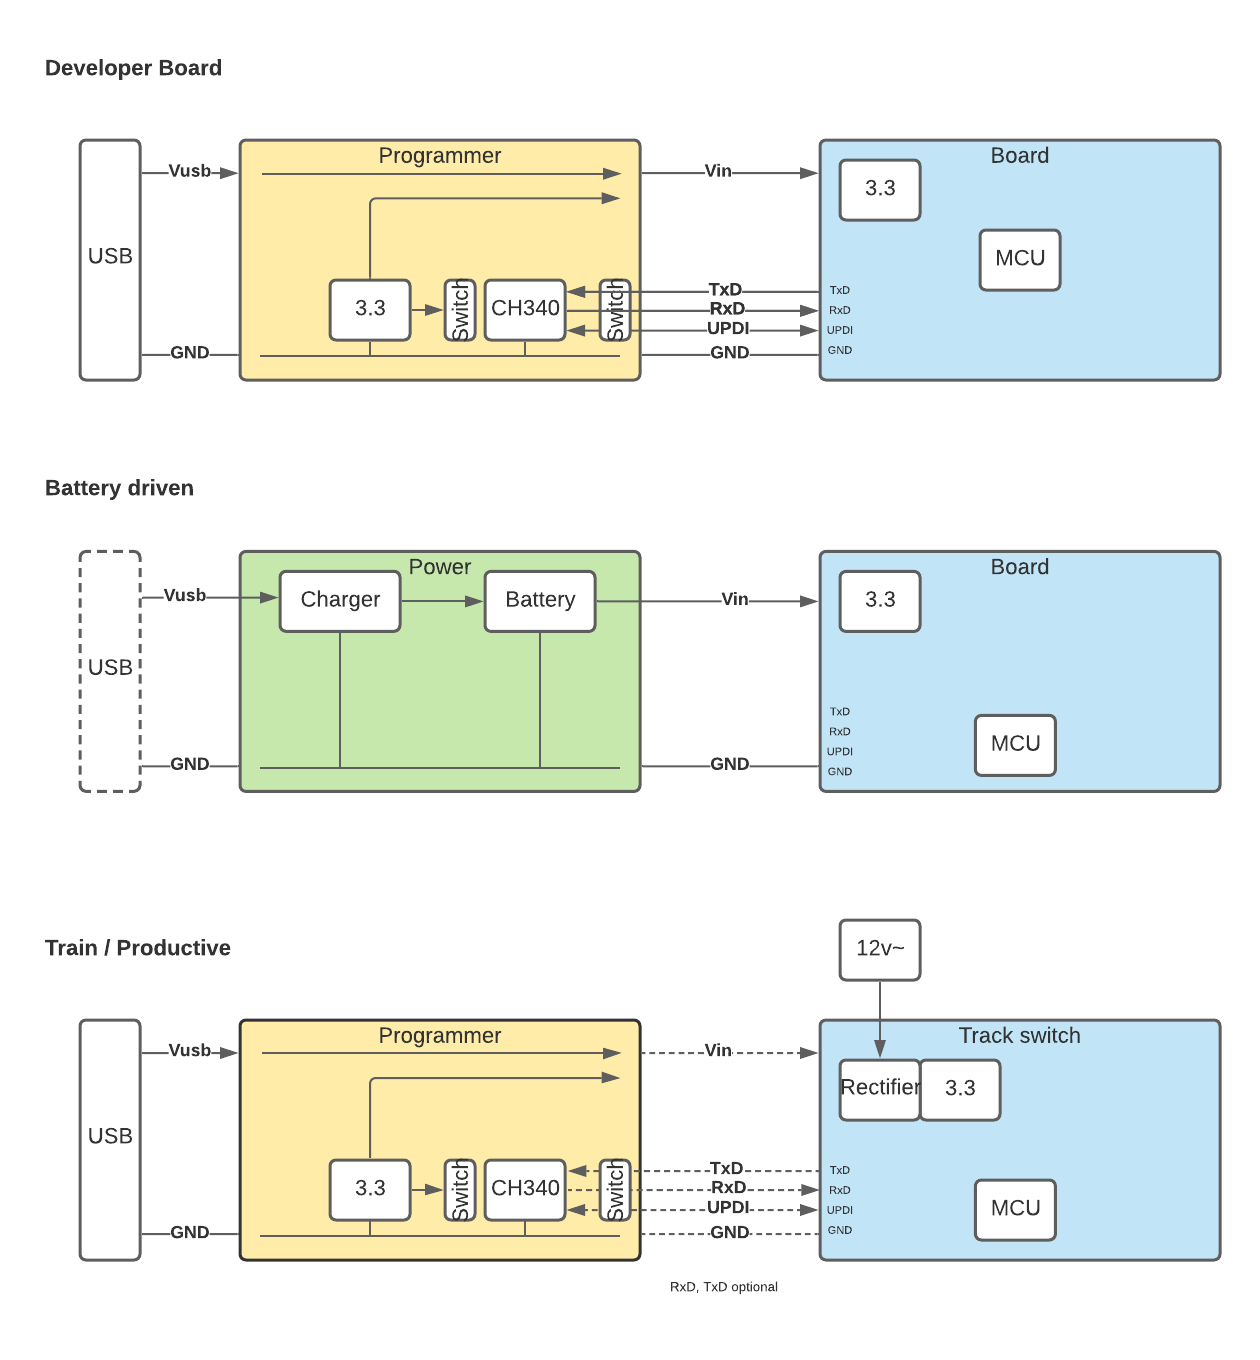 Developer Board
Programmer
Board
Vusb
Vin
3.3
USB
MCU
TxD
TxD
3.3
Switch
CH340
Switch
RxD
RxD
UPDI
UPDI
GND
GND
GND
Battery driven
Power
Board
Vusb
Charger
Battery
Vin
3.3
USB
TxD
RxD
MCU
UPDI
GND
GND
GND
12v~
Train / Productive
Programmer
Track switch
Vusb
Vin
Rectifier
3.3
USB
TxD
TxD
3.3
Switch
CH340
Switch
RxD
RxD
UPDI
UPDI
MCU
GND
GND
GND
RxD, TxD optional